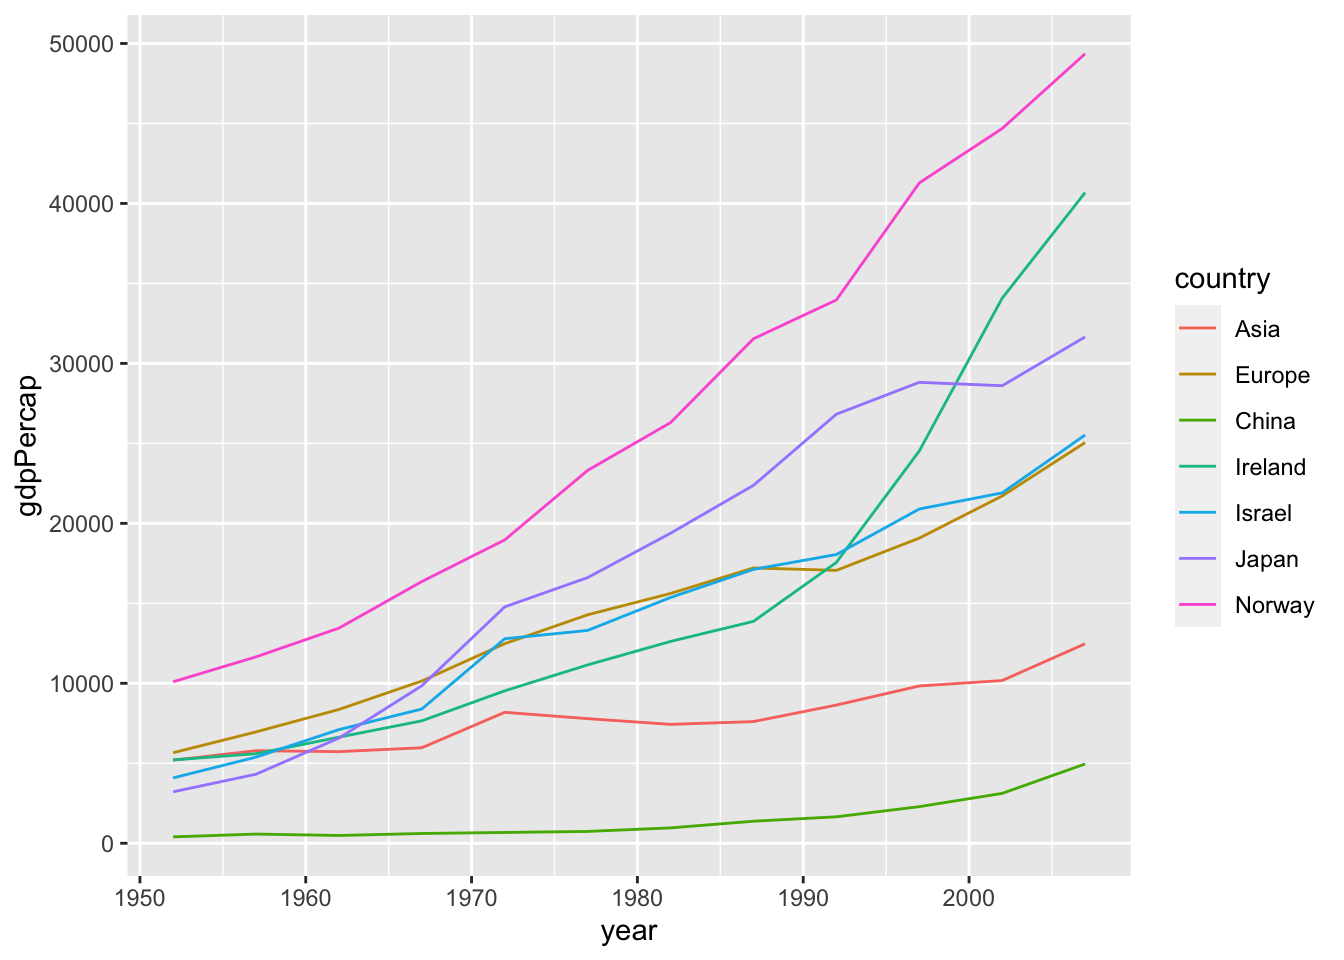 50000
40000
30000
20000
10000
0
gdpPercap
1950 1960 1970 1980 1990 2000
year
country
Asia
Europe
China
Ireland
Israel
Japan
Norway